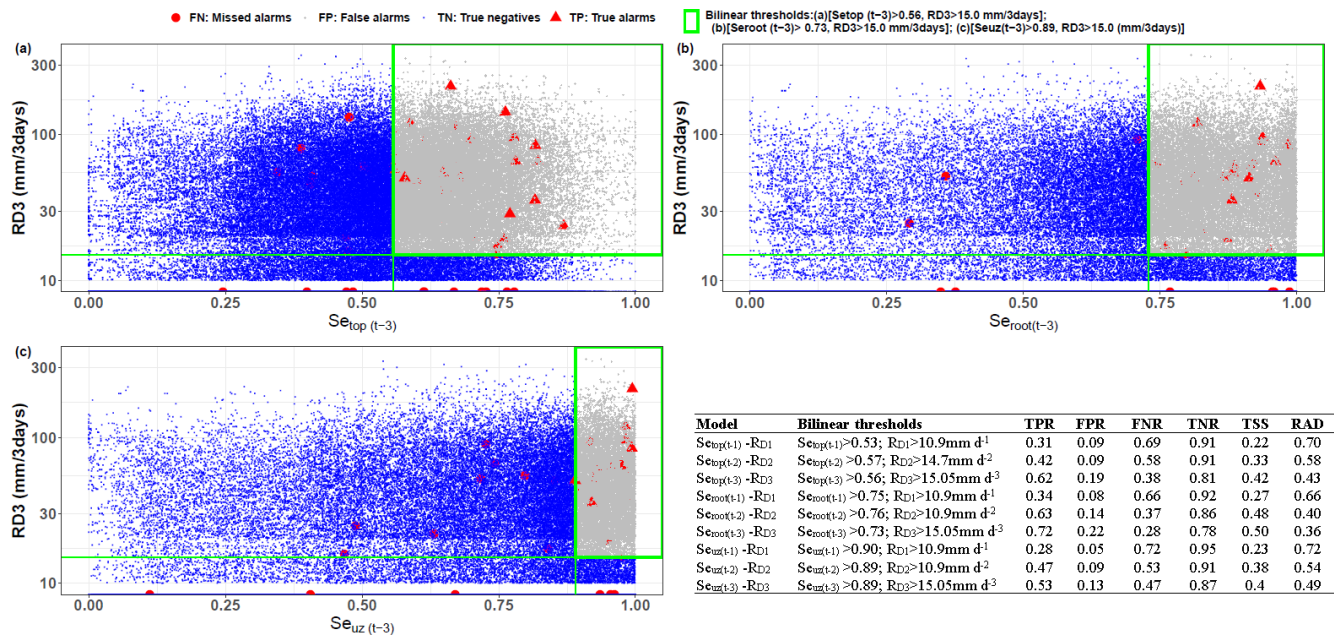 FN: Missed alarms · FP: False alarms · TN: True negatives TP: True alarms
Bilinear thresholds:(a)[Setop (t−3)>0.56, RD3>15.0 mm/3days];
(b)[Seroot (t−3)> 0.73, RD3>15.0 mm/3days]; (c)[Seuz(t−3)>0.89, RD3>15.0 (mm/3days)]
(a)
RD3 (mm/3days)
300
100
30
10
0.00 0.25 0.50 0.75 1.00
Se top (t−3)
(b)
RD3 (mm/3days)
300
100
30
10
0.00 0.25 0.50 0.75 1.00
Se root(t−3)
(c)
RD3 (mm/3days)
300
100
30
10
0.00 0.25 0.50 0.75 1.00
Se uz (t−3)
Model Bilinear thresholds TPR FPR FNR TNR TSS RAD
Setop(t-1) -RD1 Setop(t-1)>0.53; RD1>10.9mm d-1 0.31 0.09 0.69 0.91 0.22 0.70
Setop(t-2) -RD2 Setop(t-2) >0.57; RD2>14.7mm d-2 0.42 0.09 0.58 0.91 0.33 0.58
Setop(t-3) -RD3 Setop(t-3) >0.56; RD3>15.05mm d-3 0.62 0.19 0.38 0.81 0.42 0.43
Seroot(t-1) -RD1 Seroot(t-1) >0.75; RD1>10.9mm d-1 0.34 0.08 0.66 0.92 0.27 0.66
Seroot(t-2) -RD2 Seroot(t-2) >0.76; RD2>10.9mm d-2 0.63 0.14 0.37 0.86 0.48 0.40
Seroot(t-3) -RD3 Seroot(t-3) >0.73; RD3>15.05mm d-3 0.72 0.22 0.28 0.78 0.50 0.36
Seuz(t-1) -RD1 Seuz(t-1) >0.90; RD1>10.9mm d-1 0.28 0.05 0.72 0.95 0.23 0.72
Seuz(t-2) -RD2 Seuz(t-2) >0.89; RD2>10.9mm d-2 0.47 0.09 0.53 0.91 0.38 0.54
Seuz(t-3) -RD3 Seuz(t-3) >0.89; RD3>15.05mm d-3 0.53 0.13 0.47 0.87 0.4 0.49